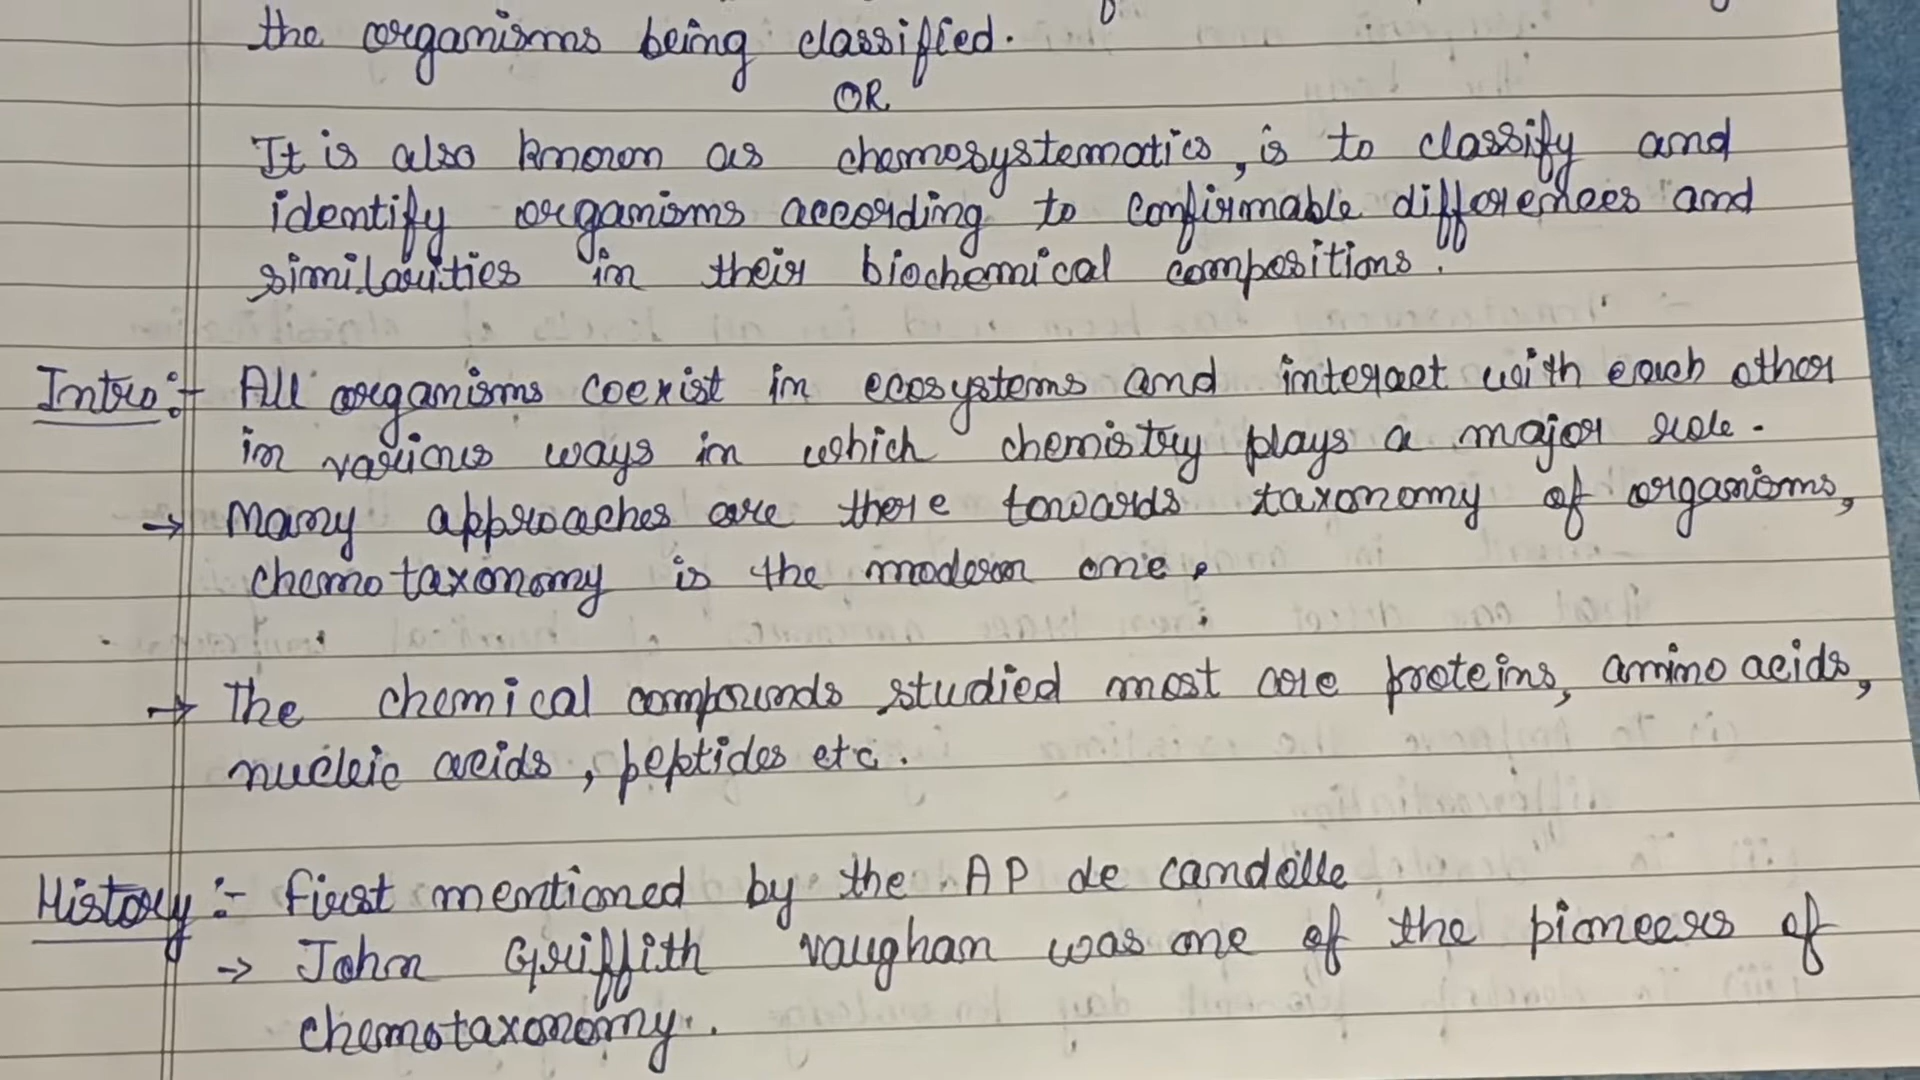 the organisms being classified.
OR
It is also known as chemosystematics, is to classify and
identify organisms according to confirmable differences and
similarities in their biochemical compositions.
Intro:- All organisms coexist in ecosystems and interact with each other
in various ways in which chemistry plays a major role.
→ Many approaches are there towards taxonomy of organisms,
chemotaxonomy is the modern one.
→ The chemical compounds studied most are proteins, amino acids,
nucleic acids, peptides etc.
History:- first mentioned by the AP de candolle
→ John Griffith vaughan was one of the pioneers of
chemotaxonomy.